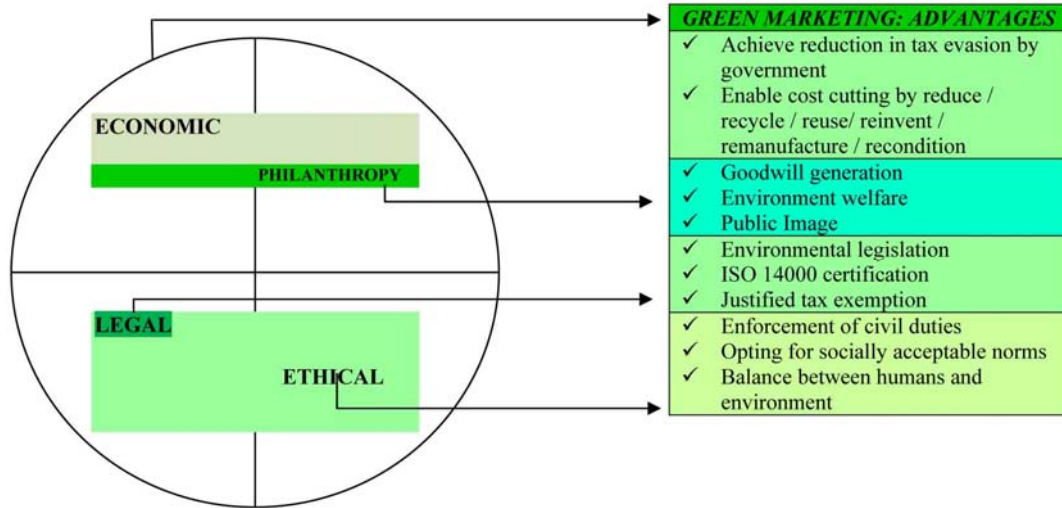 ECONOMIC
PHILANTHROPY
LEGAL
ETHICAL
GREEN MARKETING: ADVANTAGES
✓ Achieve reduction in tax evasion by
government
✓ Enable cost cutting by reduce /
recycle / reuse/ reinvent /
remanufacture / recondition
✓ Goodwill generation
✓ Environment welfare
✓ Public Image
✓ Environmental legislation
✓ ISO 14000 certification
✓ Justified tax exemption
✓ Enforcement of civil duties
✓ Opting for socially acceptable norms
✓ Balance between humans and
environment